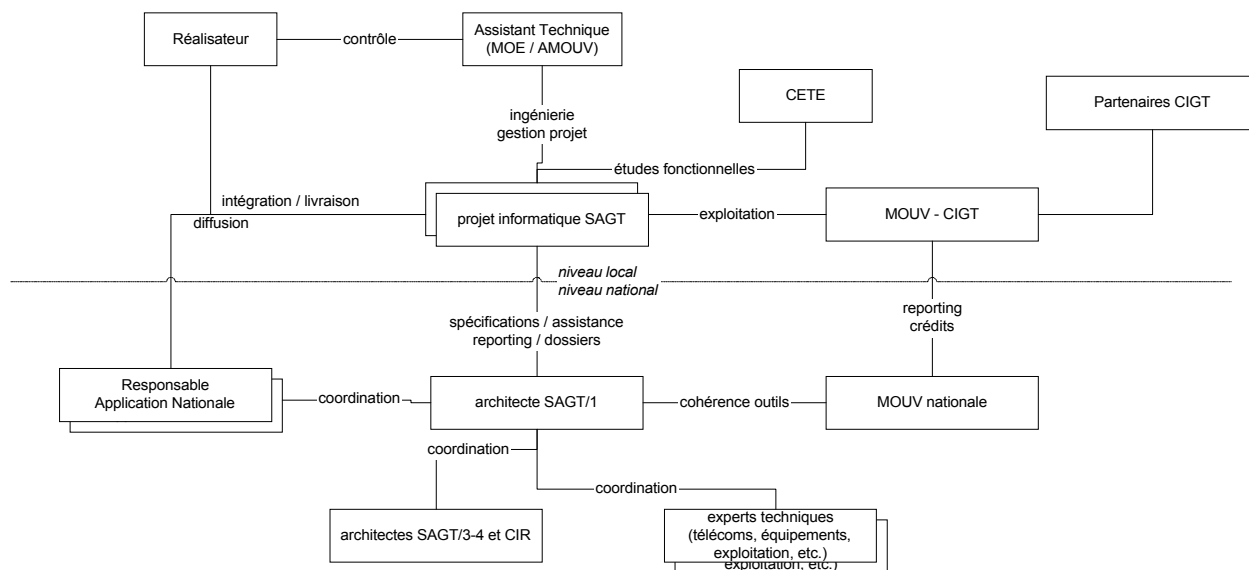 Réalisateur
contrôle
Assistant Technique
(MOE / AMOUV)
CETE
Partenaires CIGT
ingénierie
gestion projet
études fonctionnelles
intégration / livraison
diffusion
projet informatique SAGT
exploitation
MOUV - CIGT
niveau local
niveau national
spécifications / assistance
reporting / dossiers
reporting
crédits
Responsable
Application Nationale
coordination
architecte SAGT/1
cohérence outils
MOUV nationale
coordination
coordination
architectes SAGT/3-4 et CIR
experts techniques
(télécoms, équipements,
exploitation, etc.)
exploitation, etc.)